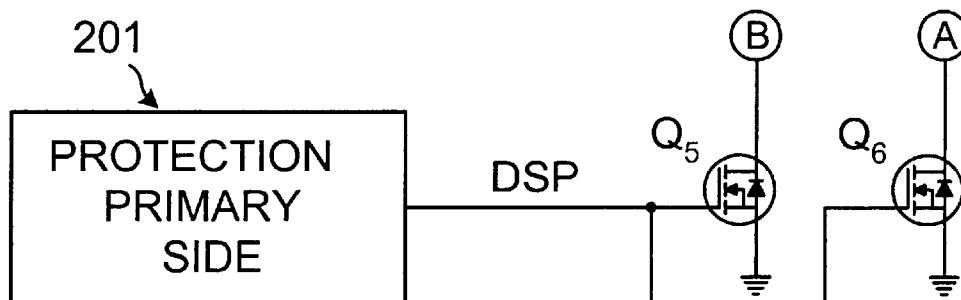 201
B
A
Q5
Q6
PROTECTION
PRIMARY
SIDE
DSP